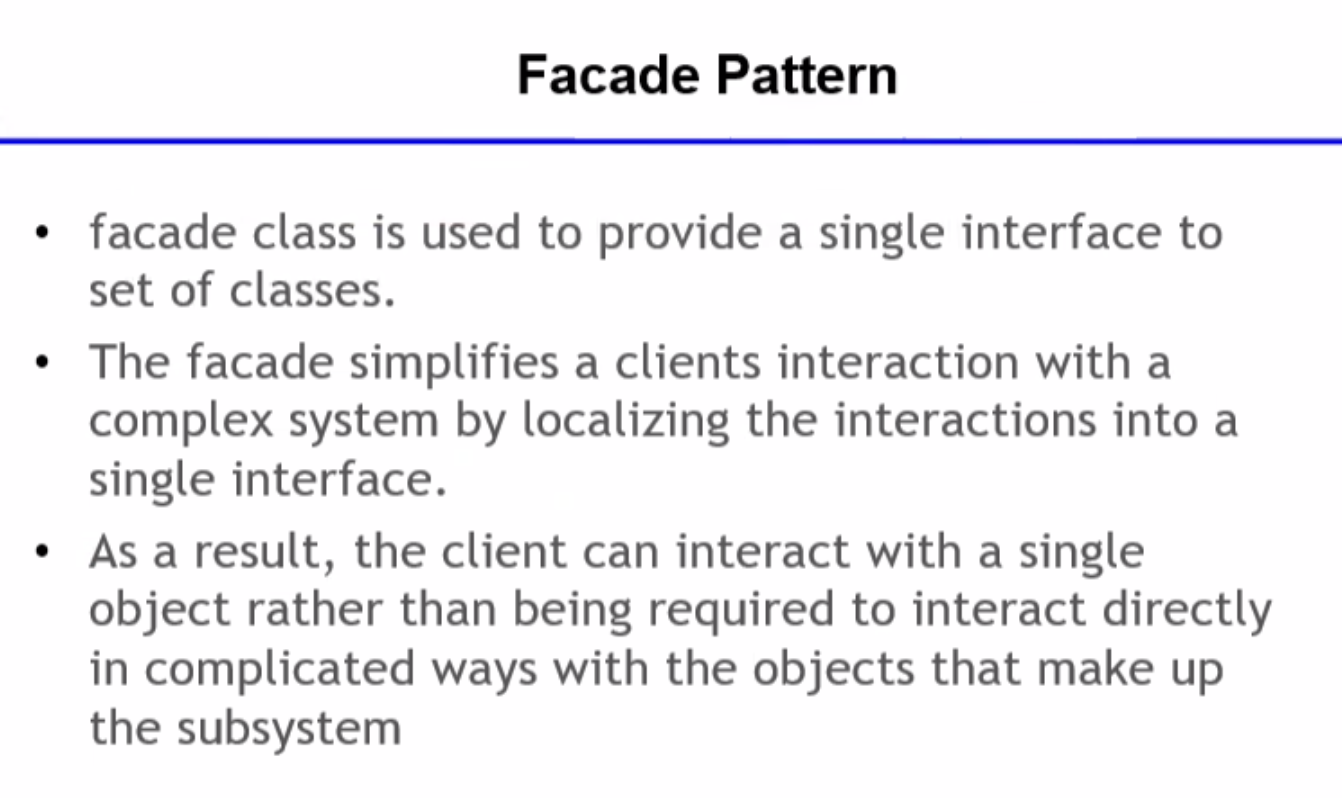 Facade Pattern
• facade class is used to provide a single interface to
set of classes.
• The facade simplifies a clients interaction with a
complex system by localizing the interactions into a
single interface.
• As a result, the client can interact with a single
object rather than being required to interact directly
in complicated ways with the objects that make up
the subsystem